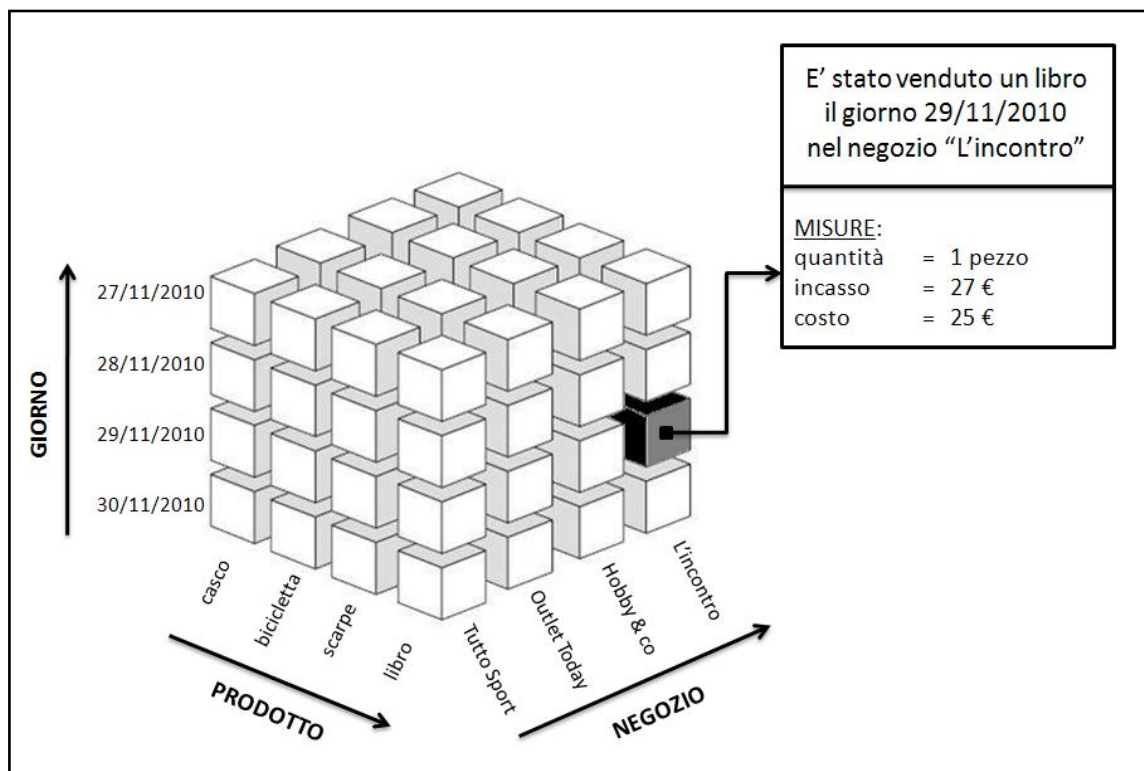 E' stato venduto un libro
il giorno 29/11/2010
nel negozio “L'incontro”
MISURE:
quantità = 1 pezzo
incasso = 27 €
costo = 25 €
GIORNO
27/11/2010
28/11/2010
29/11/2010
30/11/2010
casco
bicicletta
scarpe
libro
PRODOTTO
Tutto Sport
Outlet Today
Hobby & co
L'incontro
NEGOZIO